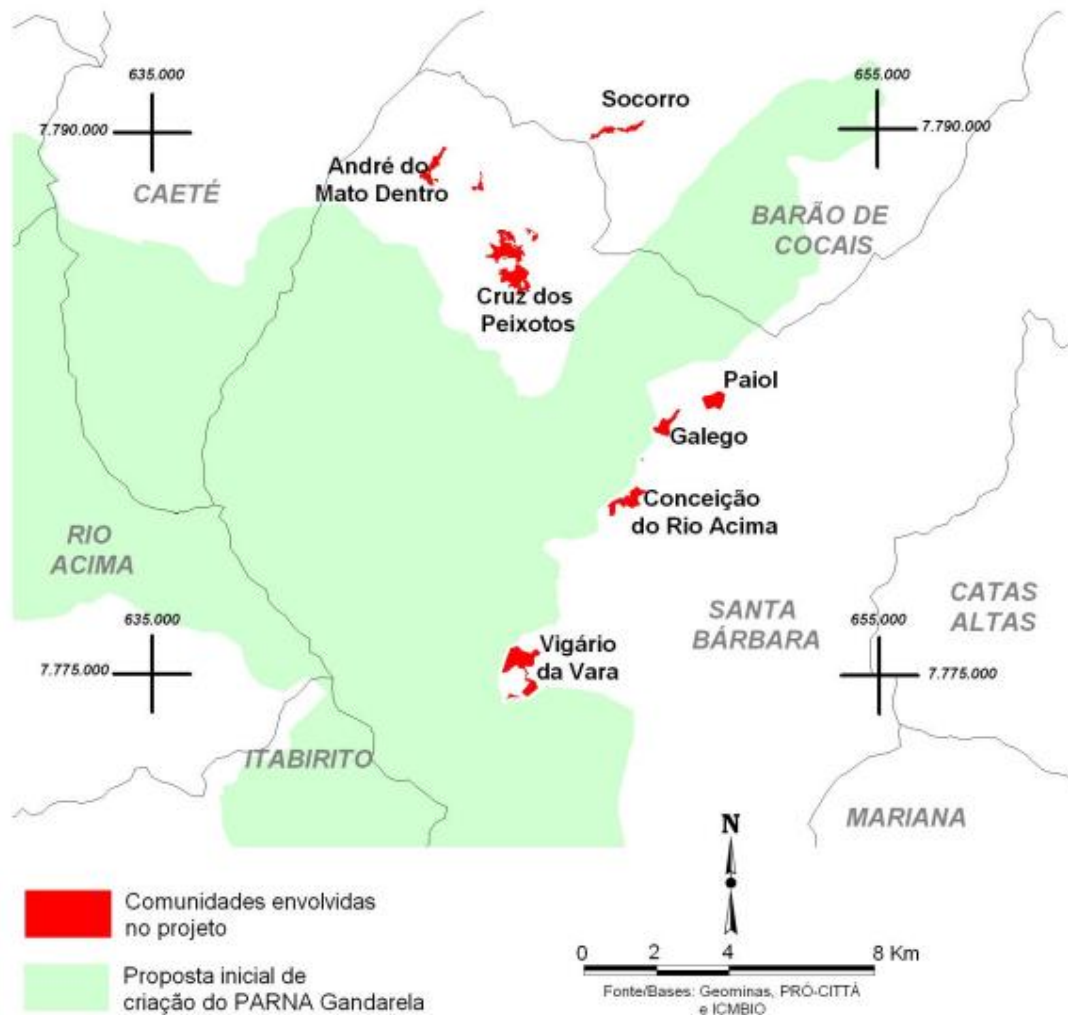 635.000
655.000
7.790.000
7.790.000
Socorro
André do
Mato Dentro
CAETÉ
BARÃO DE
COCAIS
Cruz dos
Peixotos
Paiol
Galego
Conceição
do Rio Acima
RIO
ACIMA
SANTA
BÁRBARA
CATAS
ALTAS
635.000
655.000
Vigário
da Vara
7.775.000
7.775.000
ITABIRITO
MARIANA
N
Comunidades envolvidas
no projeto
0 2 4 8 Km
Proposta inicial de
criação do PARNA Gandarela
Fonte/Bases: Geominas, PRÓ-CITTÀ
e ICMBIO